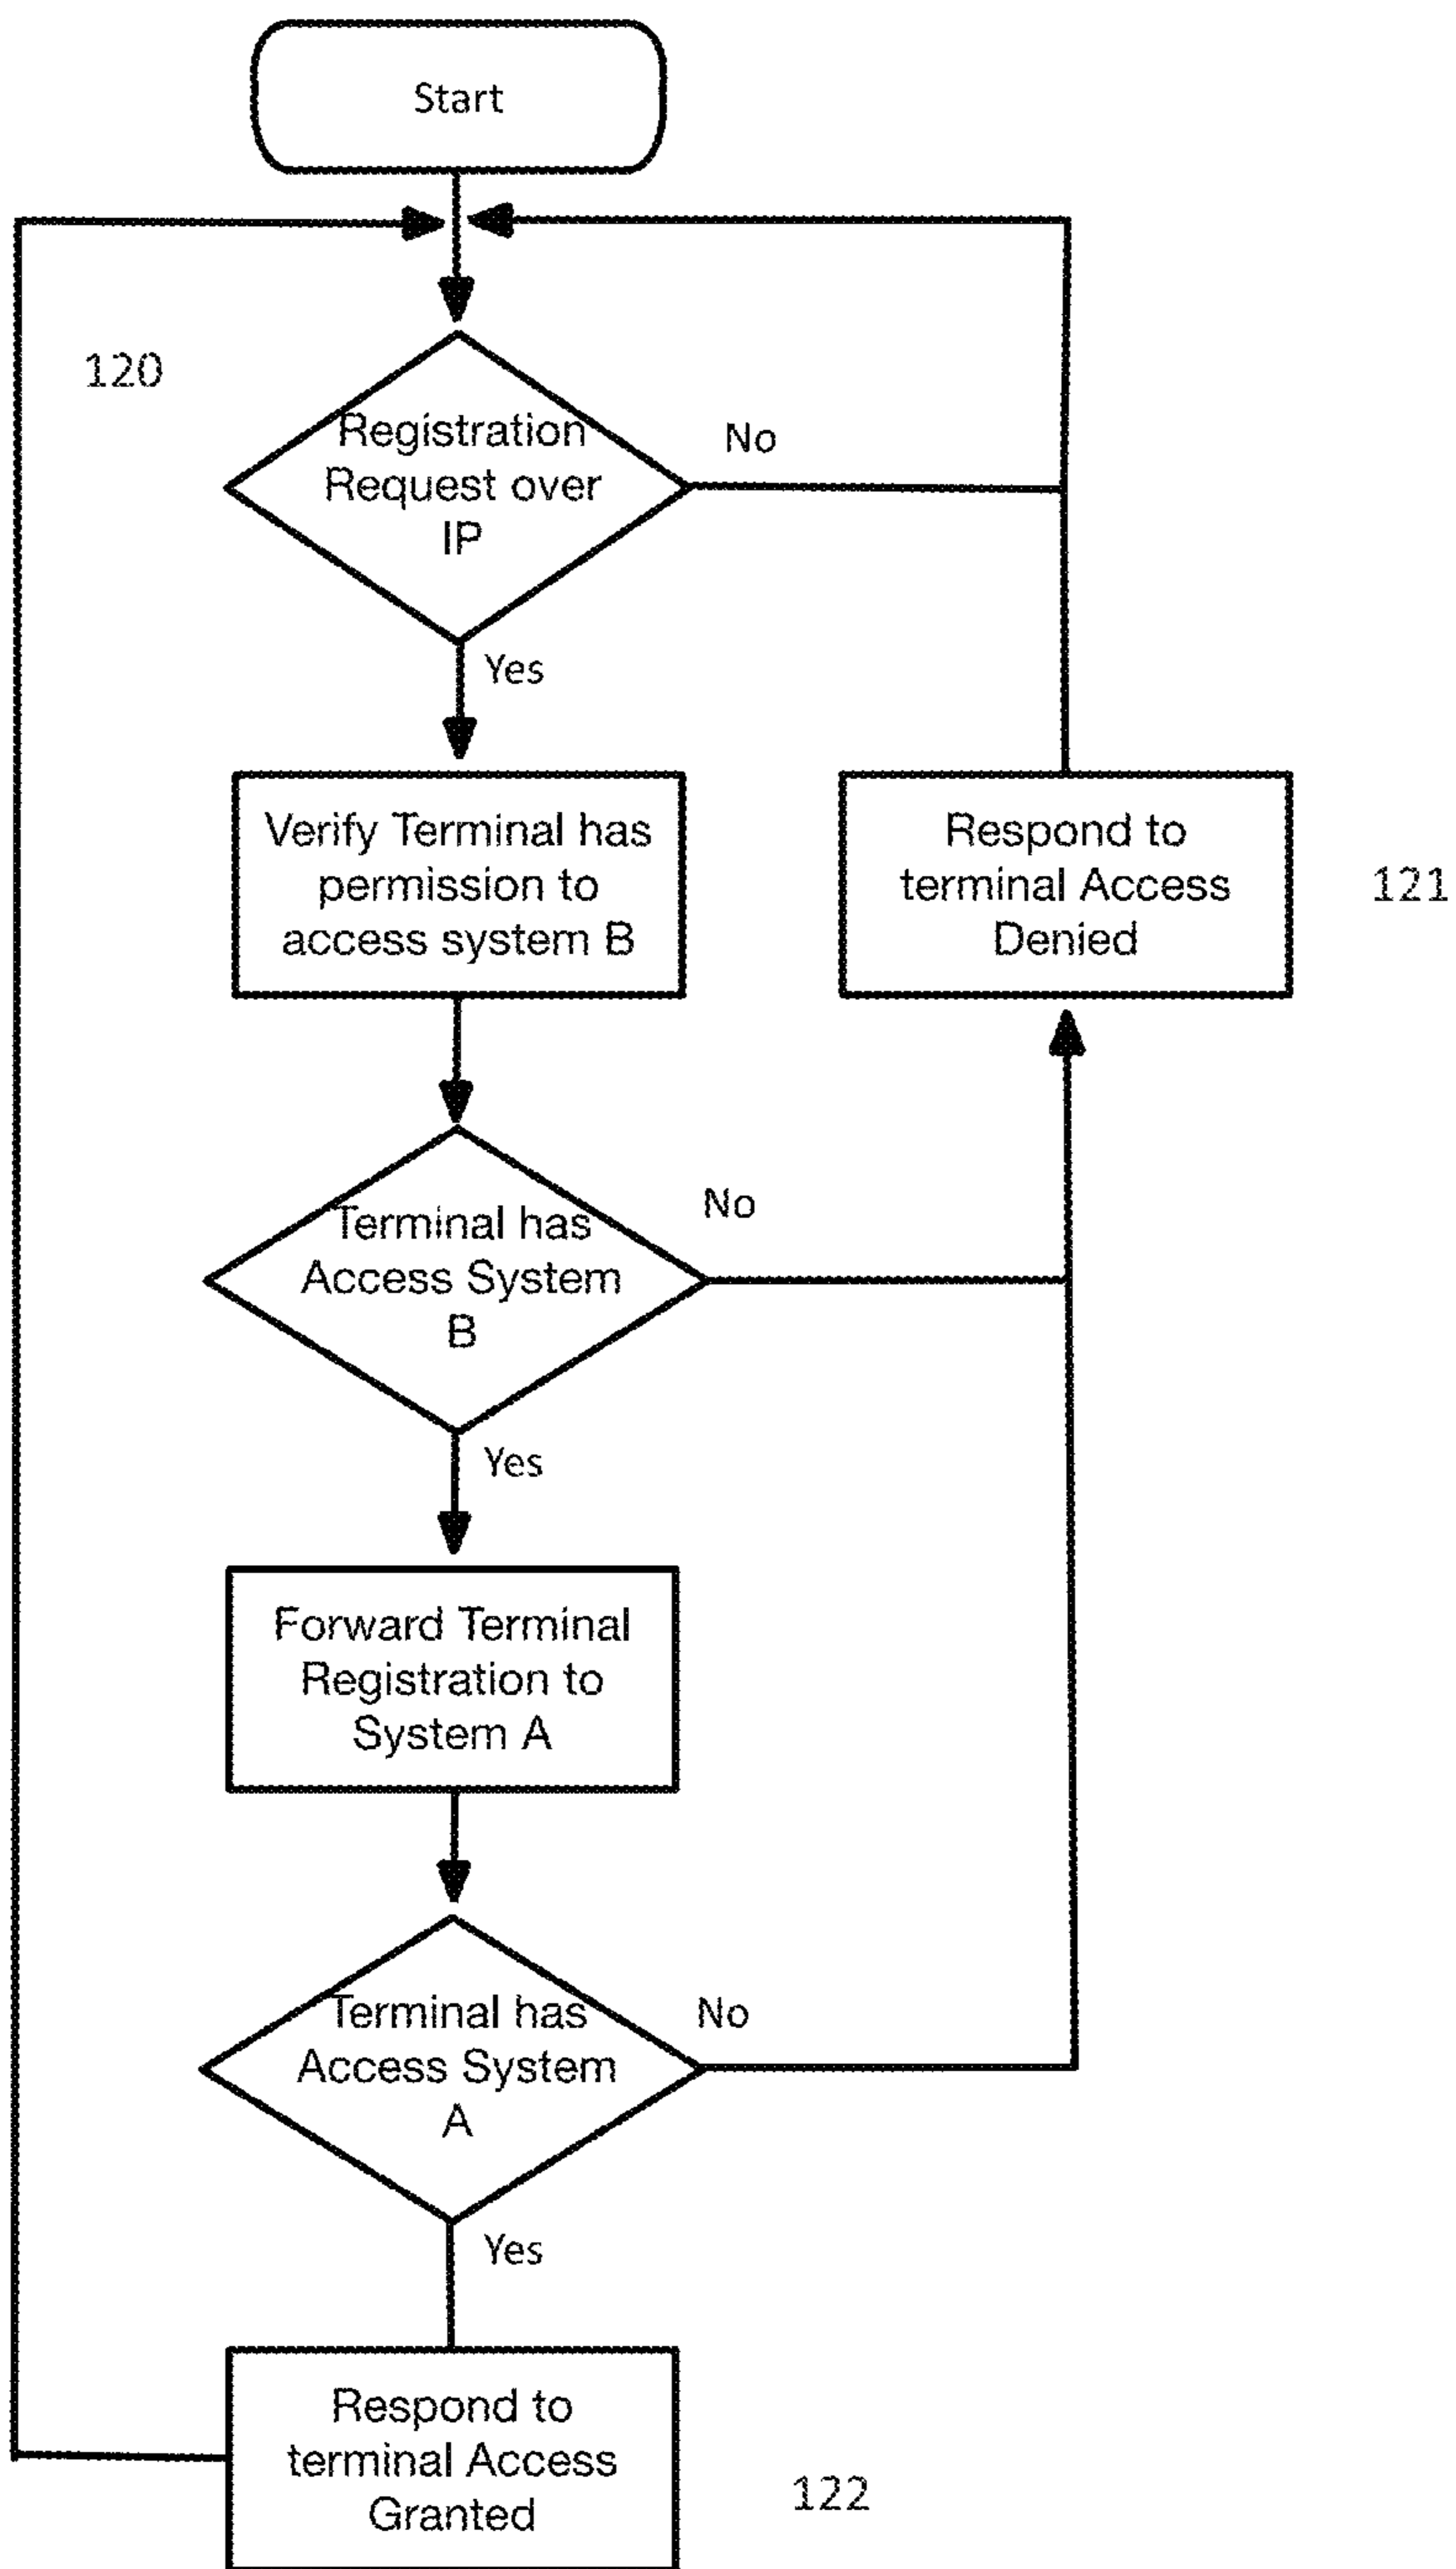 Start
120
Registration
Request over
IP
No
Yes
Verify Terminal has
permission to
access system B
Respond to
terminal Access
Denied
121
Terminal has
Access System
B
No
Yes
Forward Terminal
Registration to
System A
Terminal has
Access System
A
No
Yes
Respond to
terminal Access
Granted
122